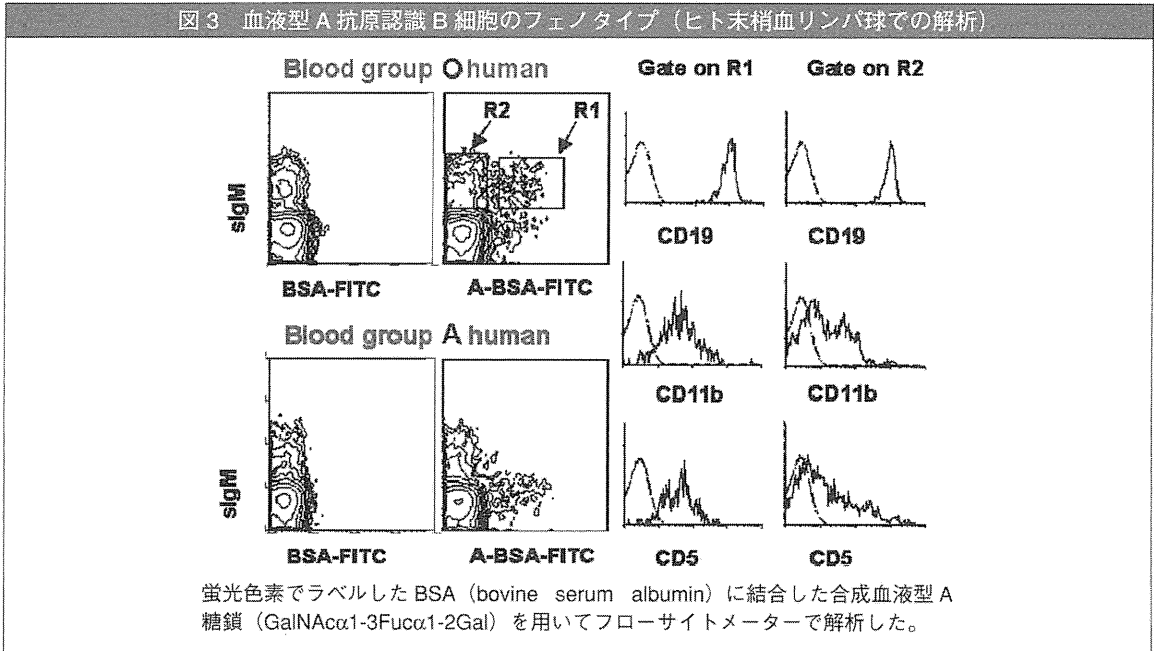 図3 血液型A抗原認識B細胞のフェノタイプ(ヒト末梢血リンパ球での解析)
Blood group O human
Gate on R1
Gate on R2
R2
R1
sIgM
BSA-FITC
A-BSA-FITC
CD19
CD19
Blood group A human
CD11b
CD11b
sIgM
BSA-FITC
A-BSA-FITC
CD5
CD5
蛍光色素でラベルした BSA(bovine serum albumin)に結合した合成血液型 A
糖鎖(GalNAcα1-3Fucα1-2Gal)を用いてフローサイトメーターで解析した。